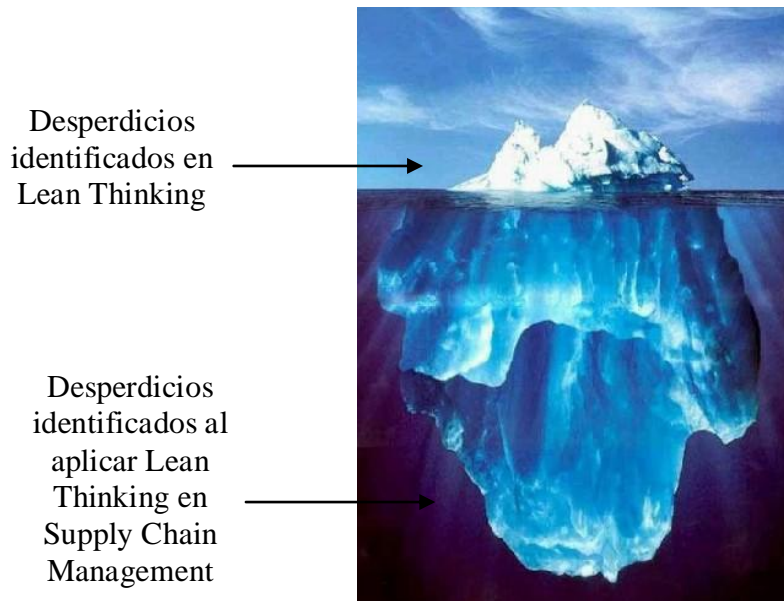 Desperdicios
identificados en
Lean Thinking
Desperdicios
identificados al
aplicar Lean
Thinking en
Supply Chain
Management